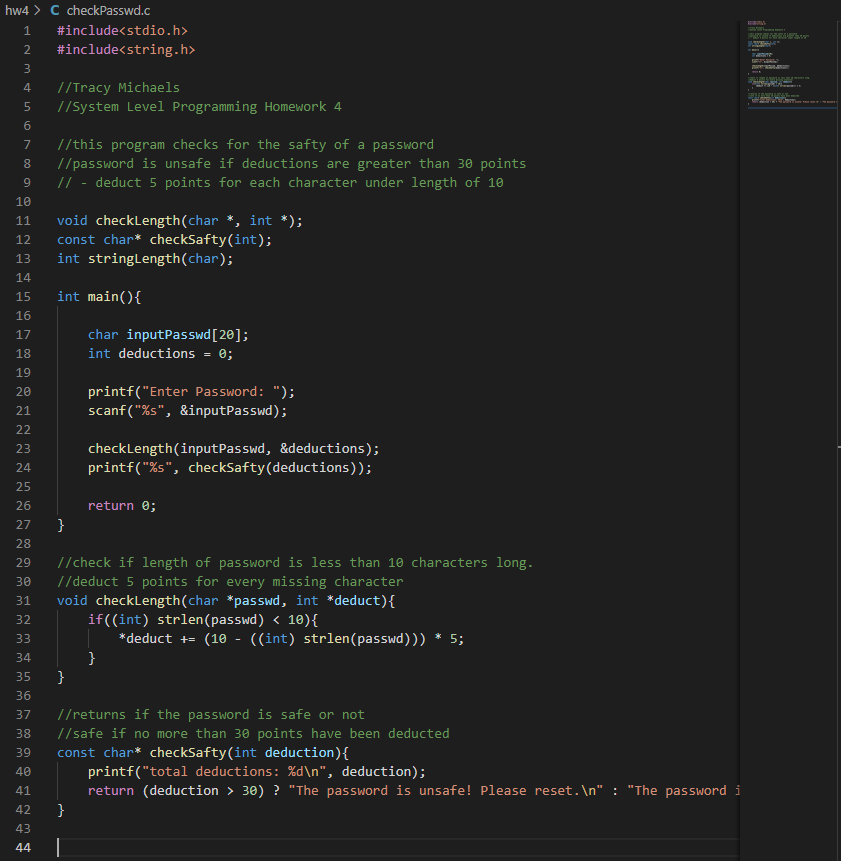 hw4 > C checkPasswd.c
1 #include<stdio.h>
2 #include<string.h>
3
4 //Tracy Michaels
5 //System Level Programming Homework 4
6
7 //this program checks for the safty of a password
8 //password is unsafe if deductions are greater than 30 points
9 // - deduct 5 points for each character under length of 10
10
11 void checkLength(char *, int *);
12 const char* checkSafty(int);
13 int stringLength(char);
14
15 int main(){
16
17     char inputPasswd[20];
18     int deductions = 0;
19
20     printf("Enter Password: ");
21     scanf("%s", &inputPasswd);
22
23     checkLength(inputPasswd, &deductions);
24     printf("%s", checkSafty(deductions));
25
26     return 0;
27 }
28
29 //check if length of password is less than 10 characters long.
30 //deduct 5 points for every missing character
31 void checkLength(char *passwd, int *deduct){
32     if((int) strlen(passwd) < 10){
33         *deduct += (10 - ((int) strlen(passwd))) * 5;
34     }
35 }
36
37 //returns if the password is safe or not
38 //safe if no more than 30 points have been deducted
39 const char* checkSafty(int deduction){
40     printf("total deductions: %d\n", deduction);
41     return (deduction > 30) ? "The password is unsafe! Please reset.\n" : "The password
42 }
43
44